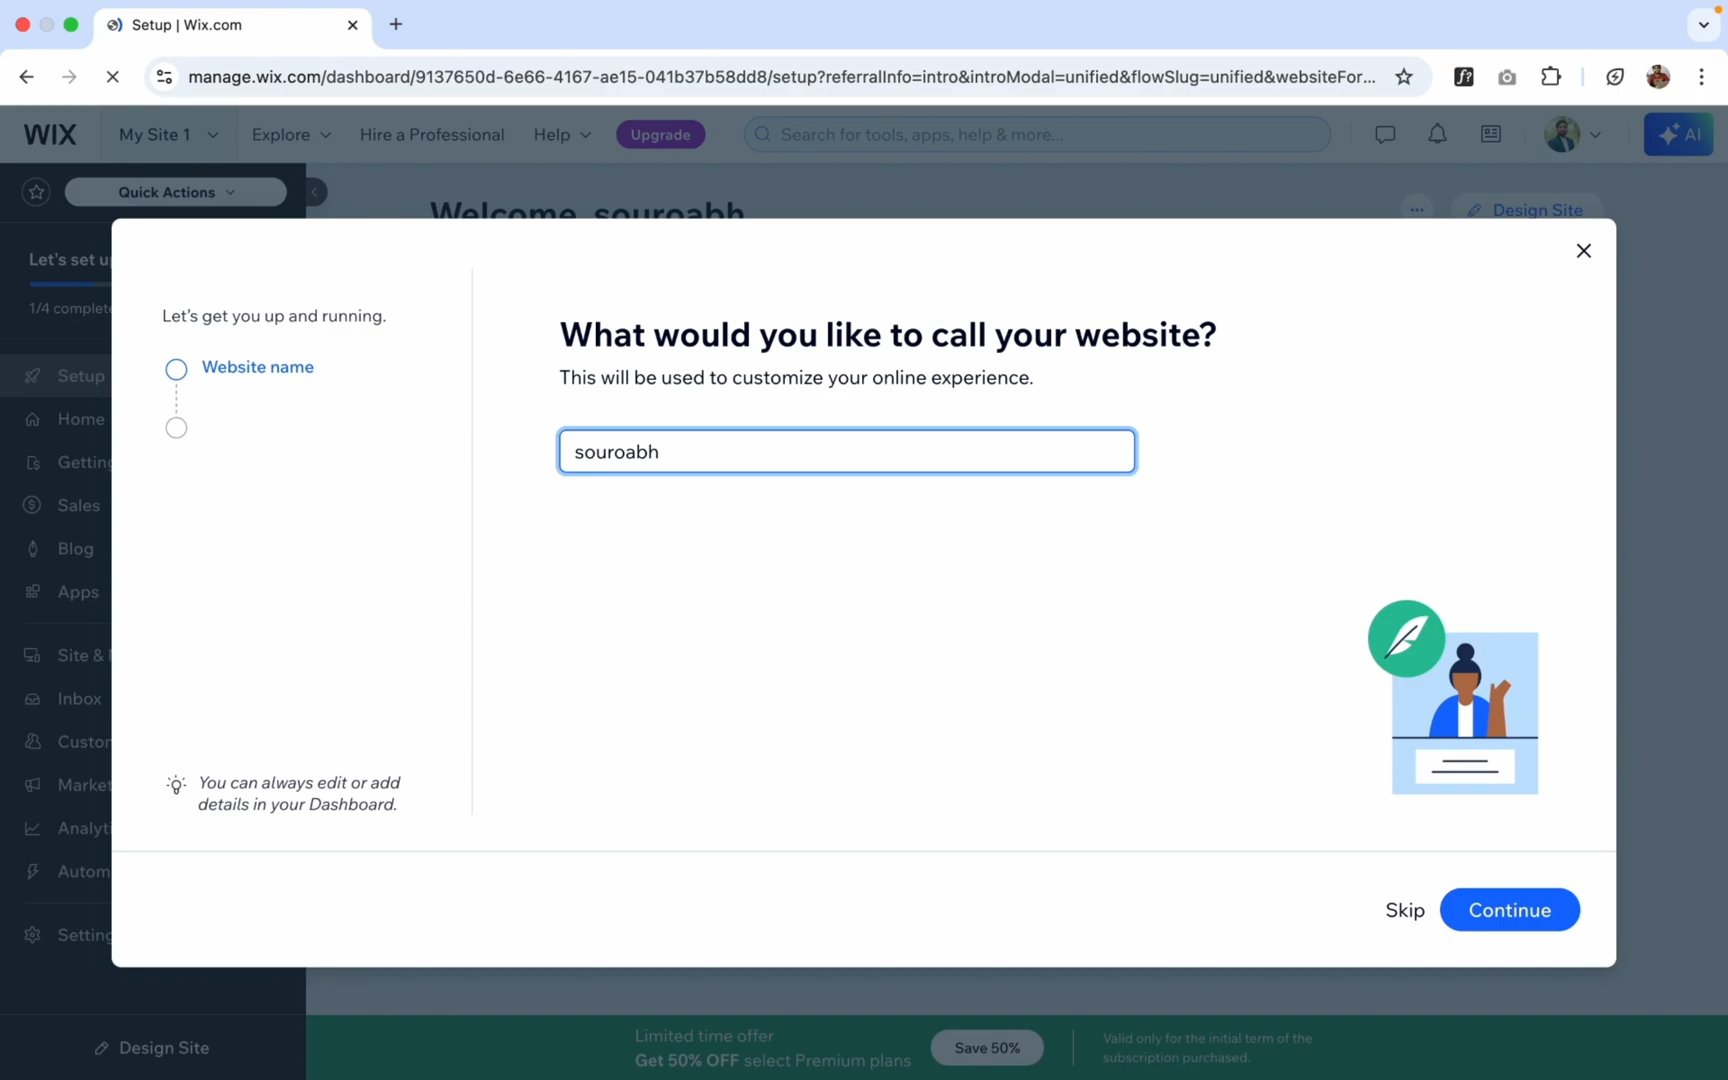 Setup | Wix.com
manage.wix.com/dashboard/9137650d-6e66-4167-ae15-041b37b58dd8/setup?referralInfo=intro&introModal=unified&flowSlug=unified&websiteFor...
f?
WIX
My Site 1
Explore
Hire a Professional
Help
Upgrade
Search for tools, apps, help & more...
AI
Quick Actions
Welcome, souroabh
Design Site
Let's set u
1/4 complete
Setup
Home
Getting
Sales
Blog
Apps
Site &
Inbox
Custom
Market
Analyti
Autom
Setting
Design Site
Let's get you up and running.
Website name
You can always edit or add
details in your Dashboard.
What would you like to call your website?
This will be used to customize your online experience.
souroabh
Skip
Continue
Limited time offer
Get 50% OFF select Premium plans
Save 50%
Valid only for the initial term of the
subscription purchased.